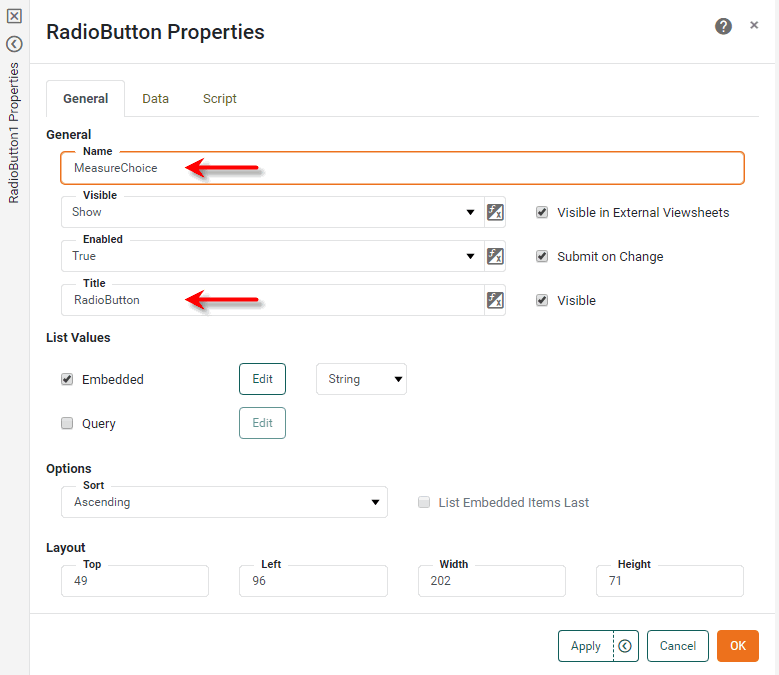 RadioButton1 Properties
RadioButton Properties
General Data Script
General
Name
MeasureChoice
Visible
Show
Visible in External Viewsheets
Enabled
True
Submit on Change
Title
RadioButton
Visible
List Values
Embedded Edit String
Query Edit
Options
Sort
Ascending
List Embedded Items Last
Layout
Top Left Width Height
49 96 202 71
Apply Cancel OK